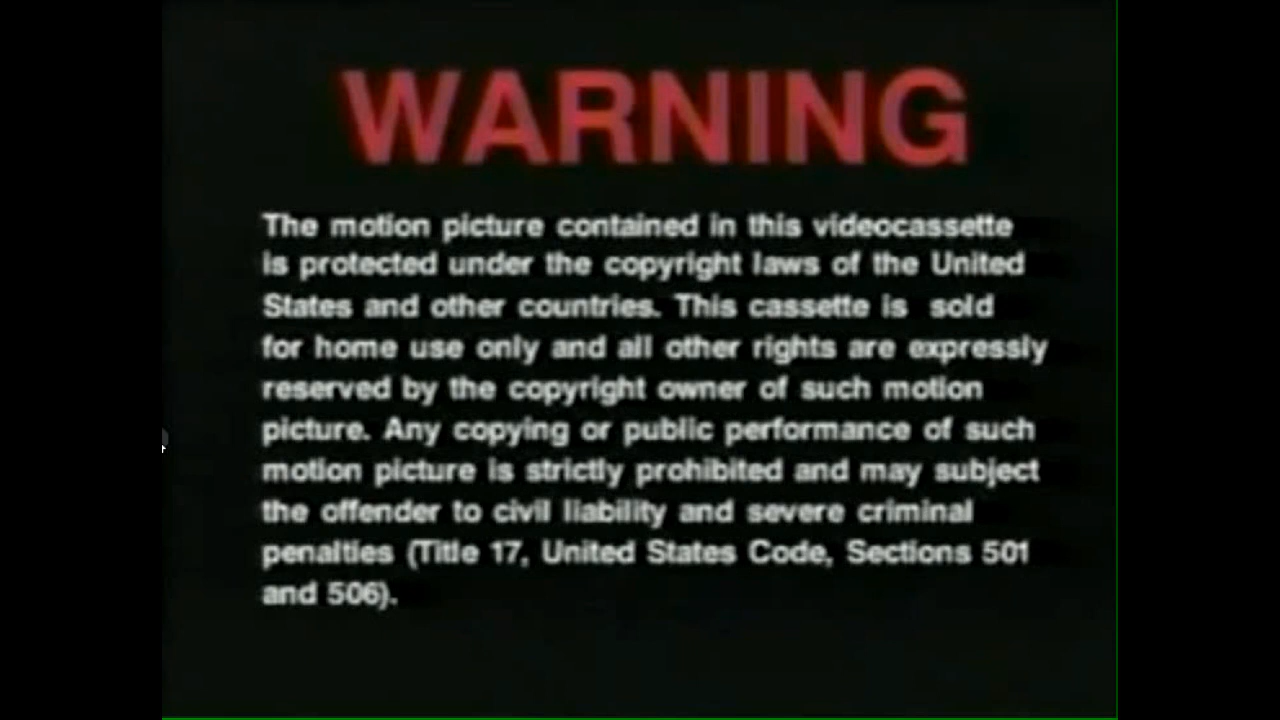 WARNING
The motion picture contained in this videocassette
is protected under the copyright laws of the United
States and other countries. This cassette is sold
for home use only and all other rights are expressly
reserved by the copyright owner of such motion
picture. Any copying or public performance of such
motion picture is strictly prohibited and may subject
the offender to civil liability and severe criminal
penalties (Title 17, United States Code, Sections 501
and 506).